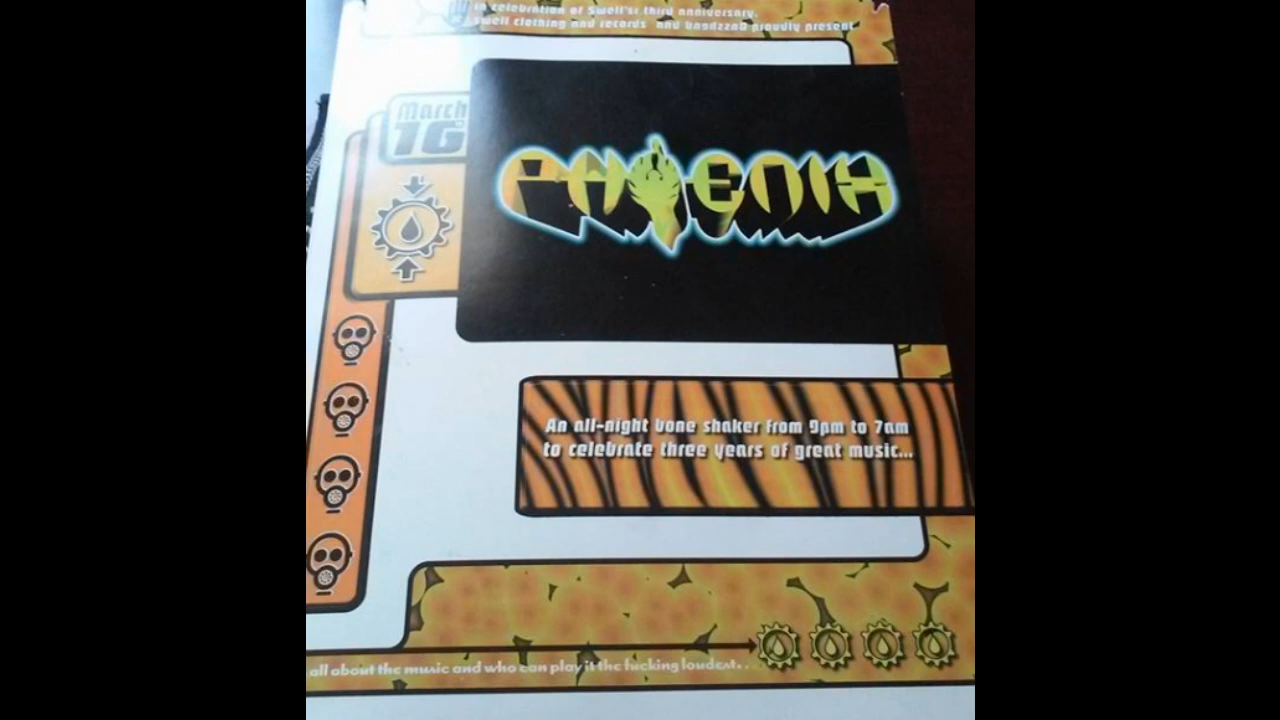 in celebration of Swell's: third anniversary.
Swell clothing and records and
proudly present
March
16
PHOENIX
An all-night bone shaker from 9pm to 7am
to celebrate three years of great music...
all about the music and who can play it the fucking loudest...